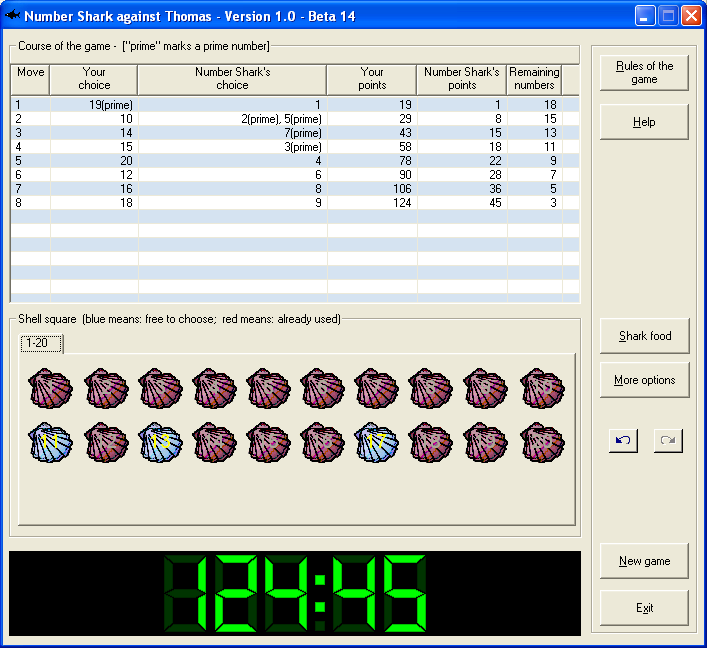 Number Shark against Thomas - Version 1.0 - Beta 14
Course of the game - ["prime" marks a prime number]
Move Your choice Number Shark's choice Your points Number Shark's points Remaining numbers
1 19(prime) 1 19 1 18
2 10 2(prime), 5(prime) 29 8 15
3 14 7(prime) 43 15 13
4 15 3(prime) 58 18 11
5 20 4 78 22 9
6 12 6 90 28 7
7 16 8 106 36 5
8 18 9 124 45 3
Shell square (blue means: free to choose; red means: already used)
1-20
11 13 17
124:45
Rules of the game
Help
Shark food
More options
New game
Exit